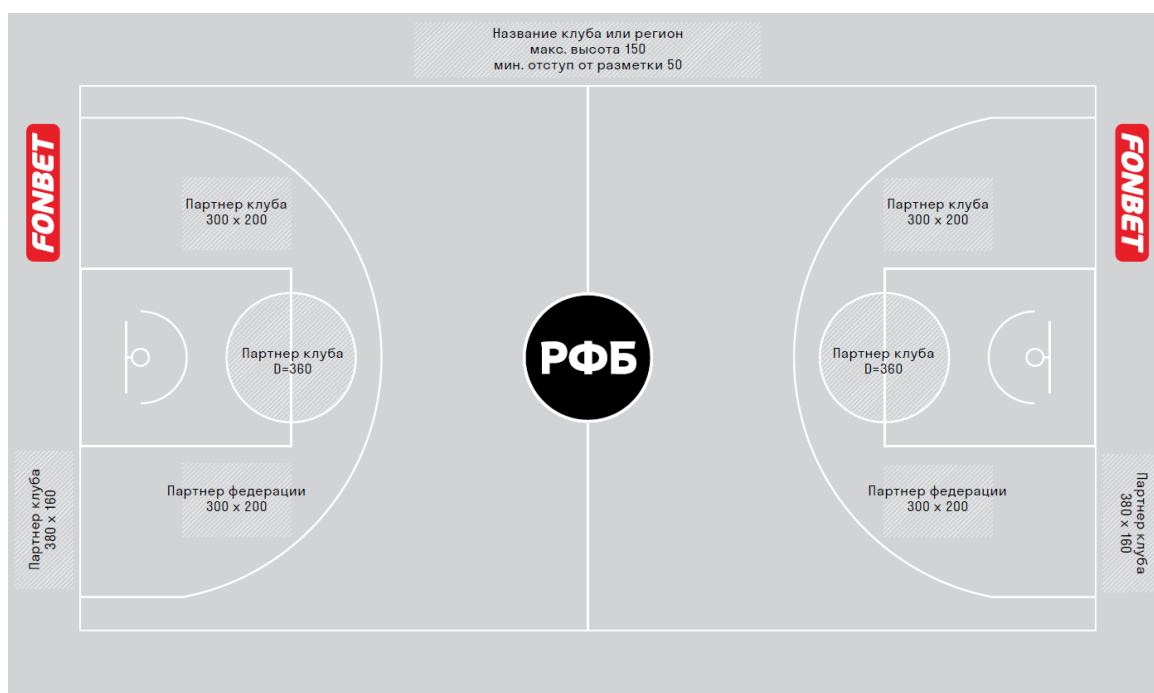 Название клуба или регион
макс. высота 150
мин. отступ от разметки 50
FONBET
FONBET
Партнер клуба
300 x 200
Партнер клуба
300 x 200
Партнер клуба
D=360
РФБ
Партнер клуба
D=360
Партнер клуба
380 x 160
Партнер федерации
300 x 200
Партнер федерации
300 x 200
Партнер клуба
380 x 160